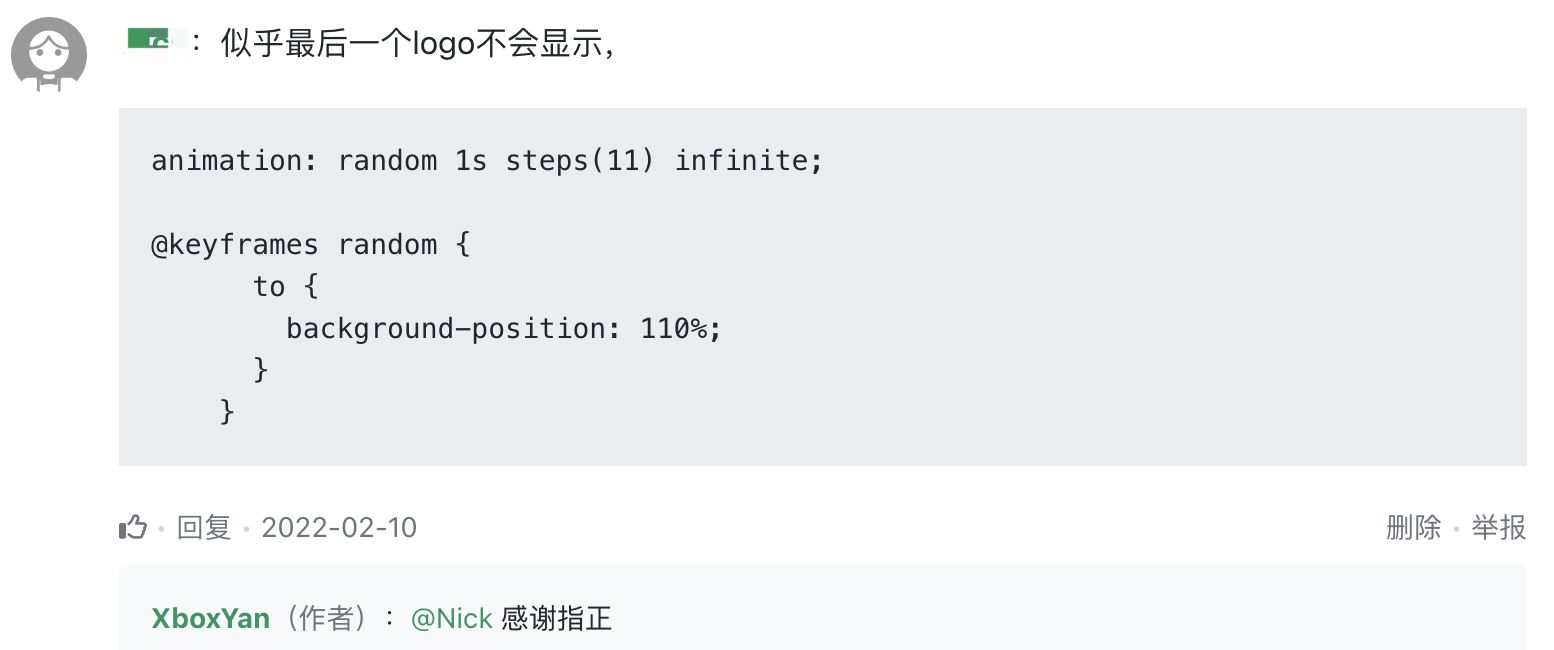 ：似乎最后一个logo不会显示，
animation: random 1s steps(11) infinite;
@keyframes random {
to {
background-position: 110%;
}
}
回复 · 2022-02-10
删除 · 举报
XboxYan（作者）：@Nick 感谢指正